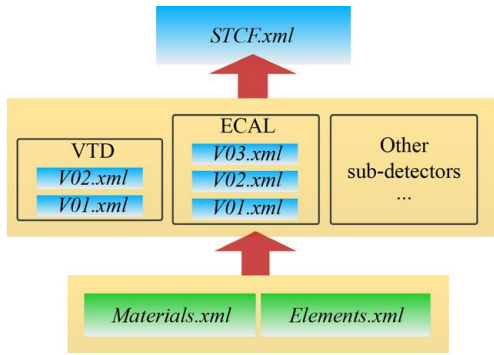 STCF.xml
VTD
V02.xml
V01.xml
ECAL
V03.xml
V02.xml
V01.xml
Other
sub-detectors
...
Materials.xml
Elements.xml